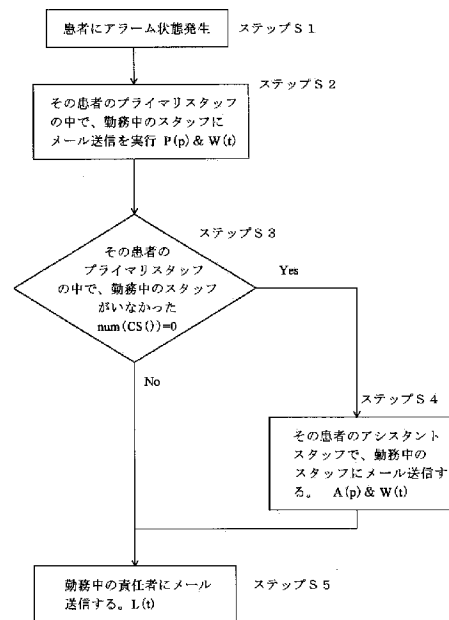 患者にアラーム状態発生
ステップS1
ステップS2
その患者のプライマリスタッフ
の中で、勤務中のスタッフに
メール送信を実行 P(p) & W(t)
ステップS3
その患者の
プライマリスタッフ
の中で、勤務中のスタッフ
がいなかった
num(CS())=0
Yes
No
ステップS4
その患者のアシスタント
スタッフで、勤務中の
スタッフにメール送信す
る。 A(p) & W(t)
勤務中の責任者にメール
送信する。L(t)
ステップS5